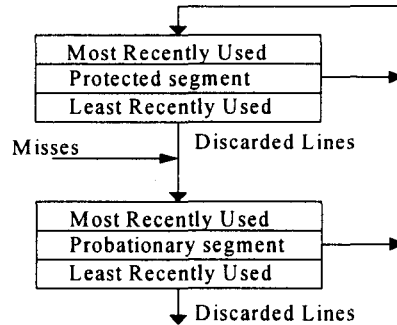 Most Recently Used
Protected segment
Least Recently Used
Misses
Discarded Lines
Most Recently Used
Probationary segment
Least Recently Used
Discarded Lines